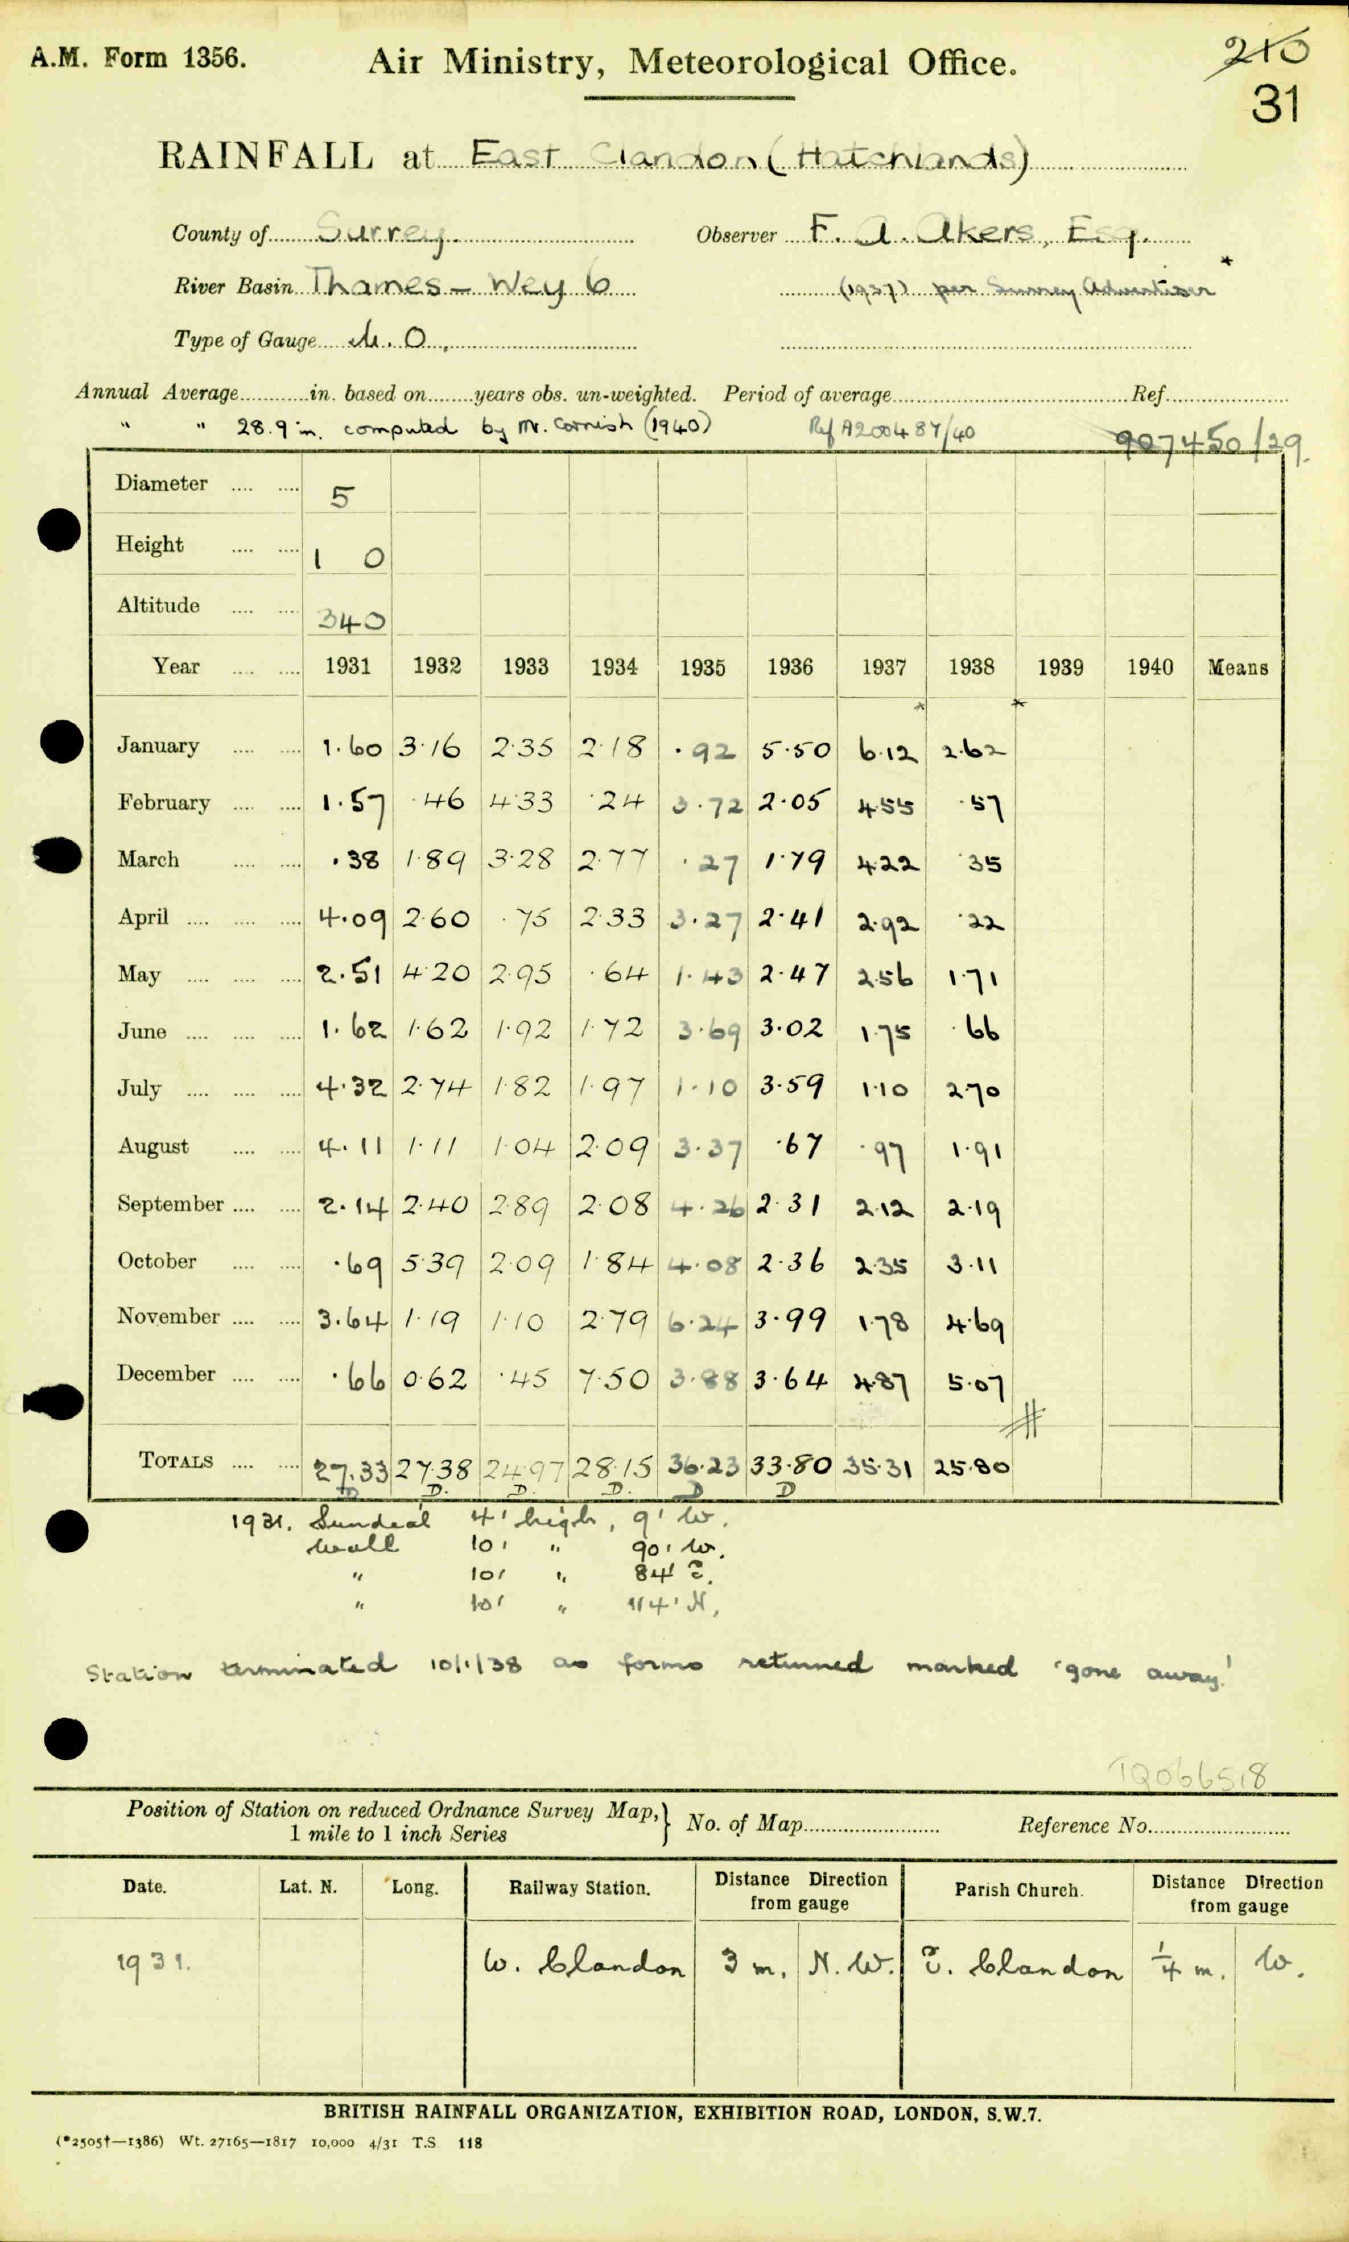 A.M. Form 1356.
Air Ministry, Meteorological Office.
210
31
RAINFALL at East Clandon (Hatchlands)
County of Surrey. Observer F. A. Akers, Esq.
River Basin Thames - Wey 6 (1937) per Surrey Advertiser *
Type of Gauge M.O.
Annual Average in. based on years obs. un-weighted. Period of average Ref.
" " 28.9 in. computed by Mr. Cornish (1940) Ref A200487/40 907450/29.
Diameter 5
Height 1 0
Altitude 340
Year 1931 1932 1933 1934 1935 1936 1937 1938 1939 1940 Means
January 1.60 3.16 2.35 2.18 .92 5.50 6.12 2.62
February 1.57 .46 4.33 .24 3.72 2.05 4.55 .57
March .38 1.89 3.28 2.77 .27 1.79 4.22 .35
April 4.09 2.60 .75 2.33 3.27 2.41 2.92 .22
May 2.51 4.20 2.95 .64 1.43 2.47 2.56 1.71
June 1.62 1.62 1.92 1.72 3.69 3.02 1.75 .66
July 4.32 2.74 1.82 1.97 1.10 3.59 1.10 2.70
August 4.11 1.11 1.04 2.09 3.37 .67 .97 1.91
September 2.14 2.40 2.89 2.08 4.26 2.31 2.12 2.19
October .69 5.39 2.09 1.84 4.08 2.36 2.35 3.11
November 3.64 1.19 1.10 2.79 6.24 3.99 1.78 4.69
December .66 0.62 .45 7.50 3.88 3.64 4.87 5.07
TOTALS 27.33 27.38 24.97 28.15 36.23 33.80 35.31 25.80
D D. D. D. D D
1931. Sundial 4' high, 9' W.
Wall 10' " 90' W.
" 10' " 84' E.
" 10' " 114' N.
Station terminated 10/1/38 as forms returned marked 'gone away'
TQ066518
Position of Station on reduced Ordnance Survey Map, 1 mile to 1 inch Series } No. of Map Reference No.
Date. Lat. N. Long. Railway Station. Distance Direction from gauge Parish Church. Distance Direction from gauge
1931. W. Clandon 3 m. N.W. E. Clandon 1/4 m. W.
BRITISH RAINFALL ORGANIZATION, EXHIBITION ROAD, LONDON, S.W.7.
(*2505†—1386) Wt. 27165—1817 10,000 4/31 T.S 118